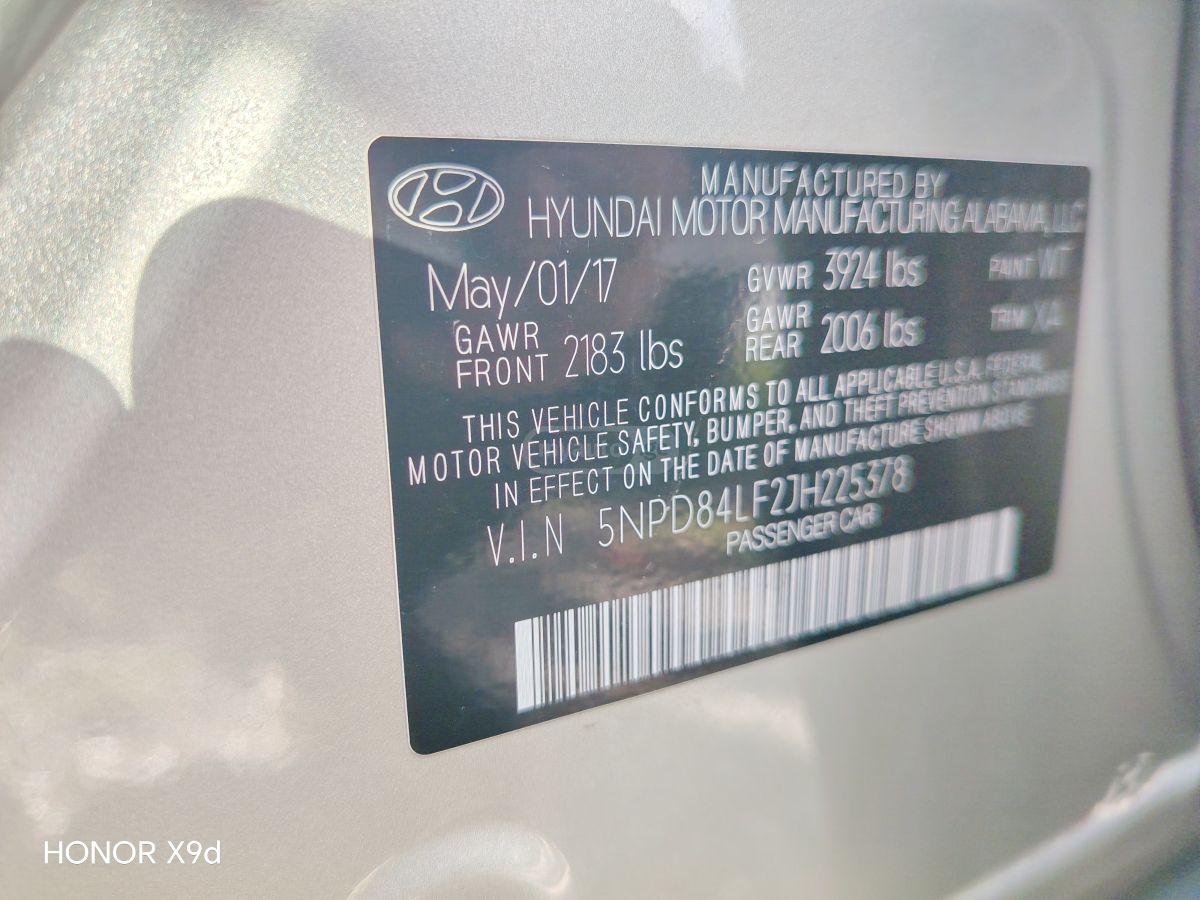 MANUFACTURED BY
HYUNDAI MOTOR MANUFACTURING ALABAMA, LLC
May/01/17 GVWR 3924 lbs PAINT WT
GAWR FRONT 2183 lbs GAWR REAR 2006 lbs TRIM
THIS VEHICLE CONFORMS TO ALL APPLICABLE U.S.A. FEDERAL
MOTOR VEHICLE SAFETY, BUMPER, AND THEFT PREVENTION STANDARDS
IN EFFECT ON THE DATE OF MANUFACTURE SHOWN ABOVE.
V.I.N 5NPD84LF2JH225378
PASSENGER CAR
HONOR X9d